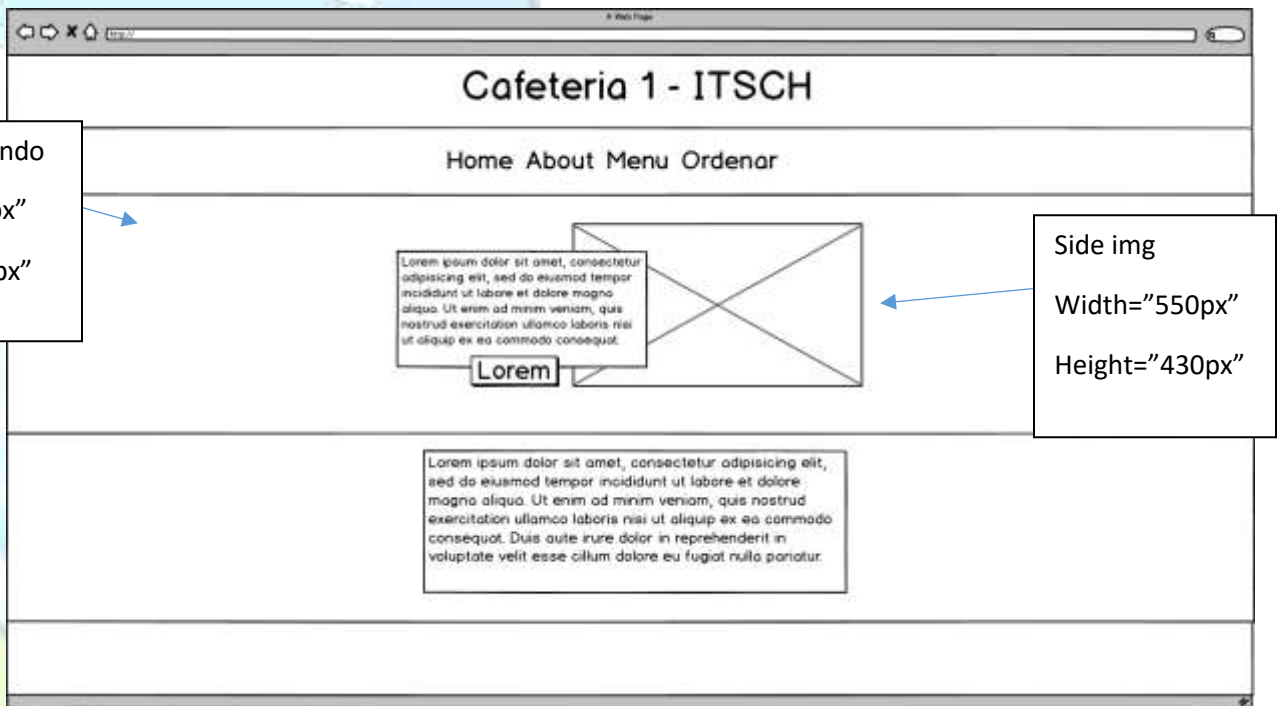 A Web Page
http://
Cafeteria 1 - ITSCH
Home About Menu Ordenar
ndo
px”
px”
Lorem ipsum dolor sit amet, consectetur
adipisicing elit, sed do eiusmod tempor
incididunt ut labore et dolore magna
aliqua. Ut enim ad minim veniam, quis
nostrud exercitation ullamco laboris nisi
ut aliquip ex ea commodo consequat.
Lorem
Side img
Width=”550px”
Height=”430px”
Lorem ipsum dolor sit amet, consectetur adipisicing elit,
sed do eiusmod tempor incididunt ut labore et dolore
magna aliqua. Ut enim ad minim veniam, quis nostrud
exercitation ullamco laboris nisi ut aliquip ex ea commodo
consequat. Duis aute irure dolor in reprehenderit in
voluptate velit esse cillum dolore eu fugiat nulla pariatur.